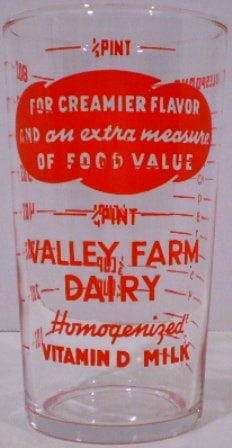 ½ PINT
FOR CREAMIER FLAVOR
AND an extra measure
OF FOOD VALUE
¼ PINT
VALLEY FARM
DAIRY
Homogenized
VITAMIN D MILK